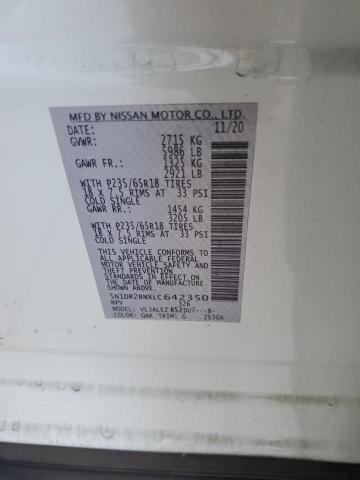 MFD BY NISSAN MOTOR CO., LTD.
DATE: 11/20
GVWR: 2715 KG
5986 LB
GAWR FR.: 1325 KG
2921 LB
WITH P235/65R18 TIRES
18 X 7.5 RIMS AT 33 PSI
COLD SINGLE
GAWR RR.: 1454 KG
3205 LB
WITH P235/65R18 TIRES
18 X 7.5 RIMS AT 33 PSI
COLD SINGLE
THIS VEHICLE CONFORMS TO
ALL APPLICABLE FEDERAL
MOTOR VEHICLE SAFETY
STANDARDS IN EFFECT ON
THE DATE OF MANUFACTURE
SHOWN ABOVE
5N1DR2BNXLC642350
MPV 326
COLOR: QAK TRIM: G 2530A